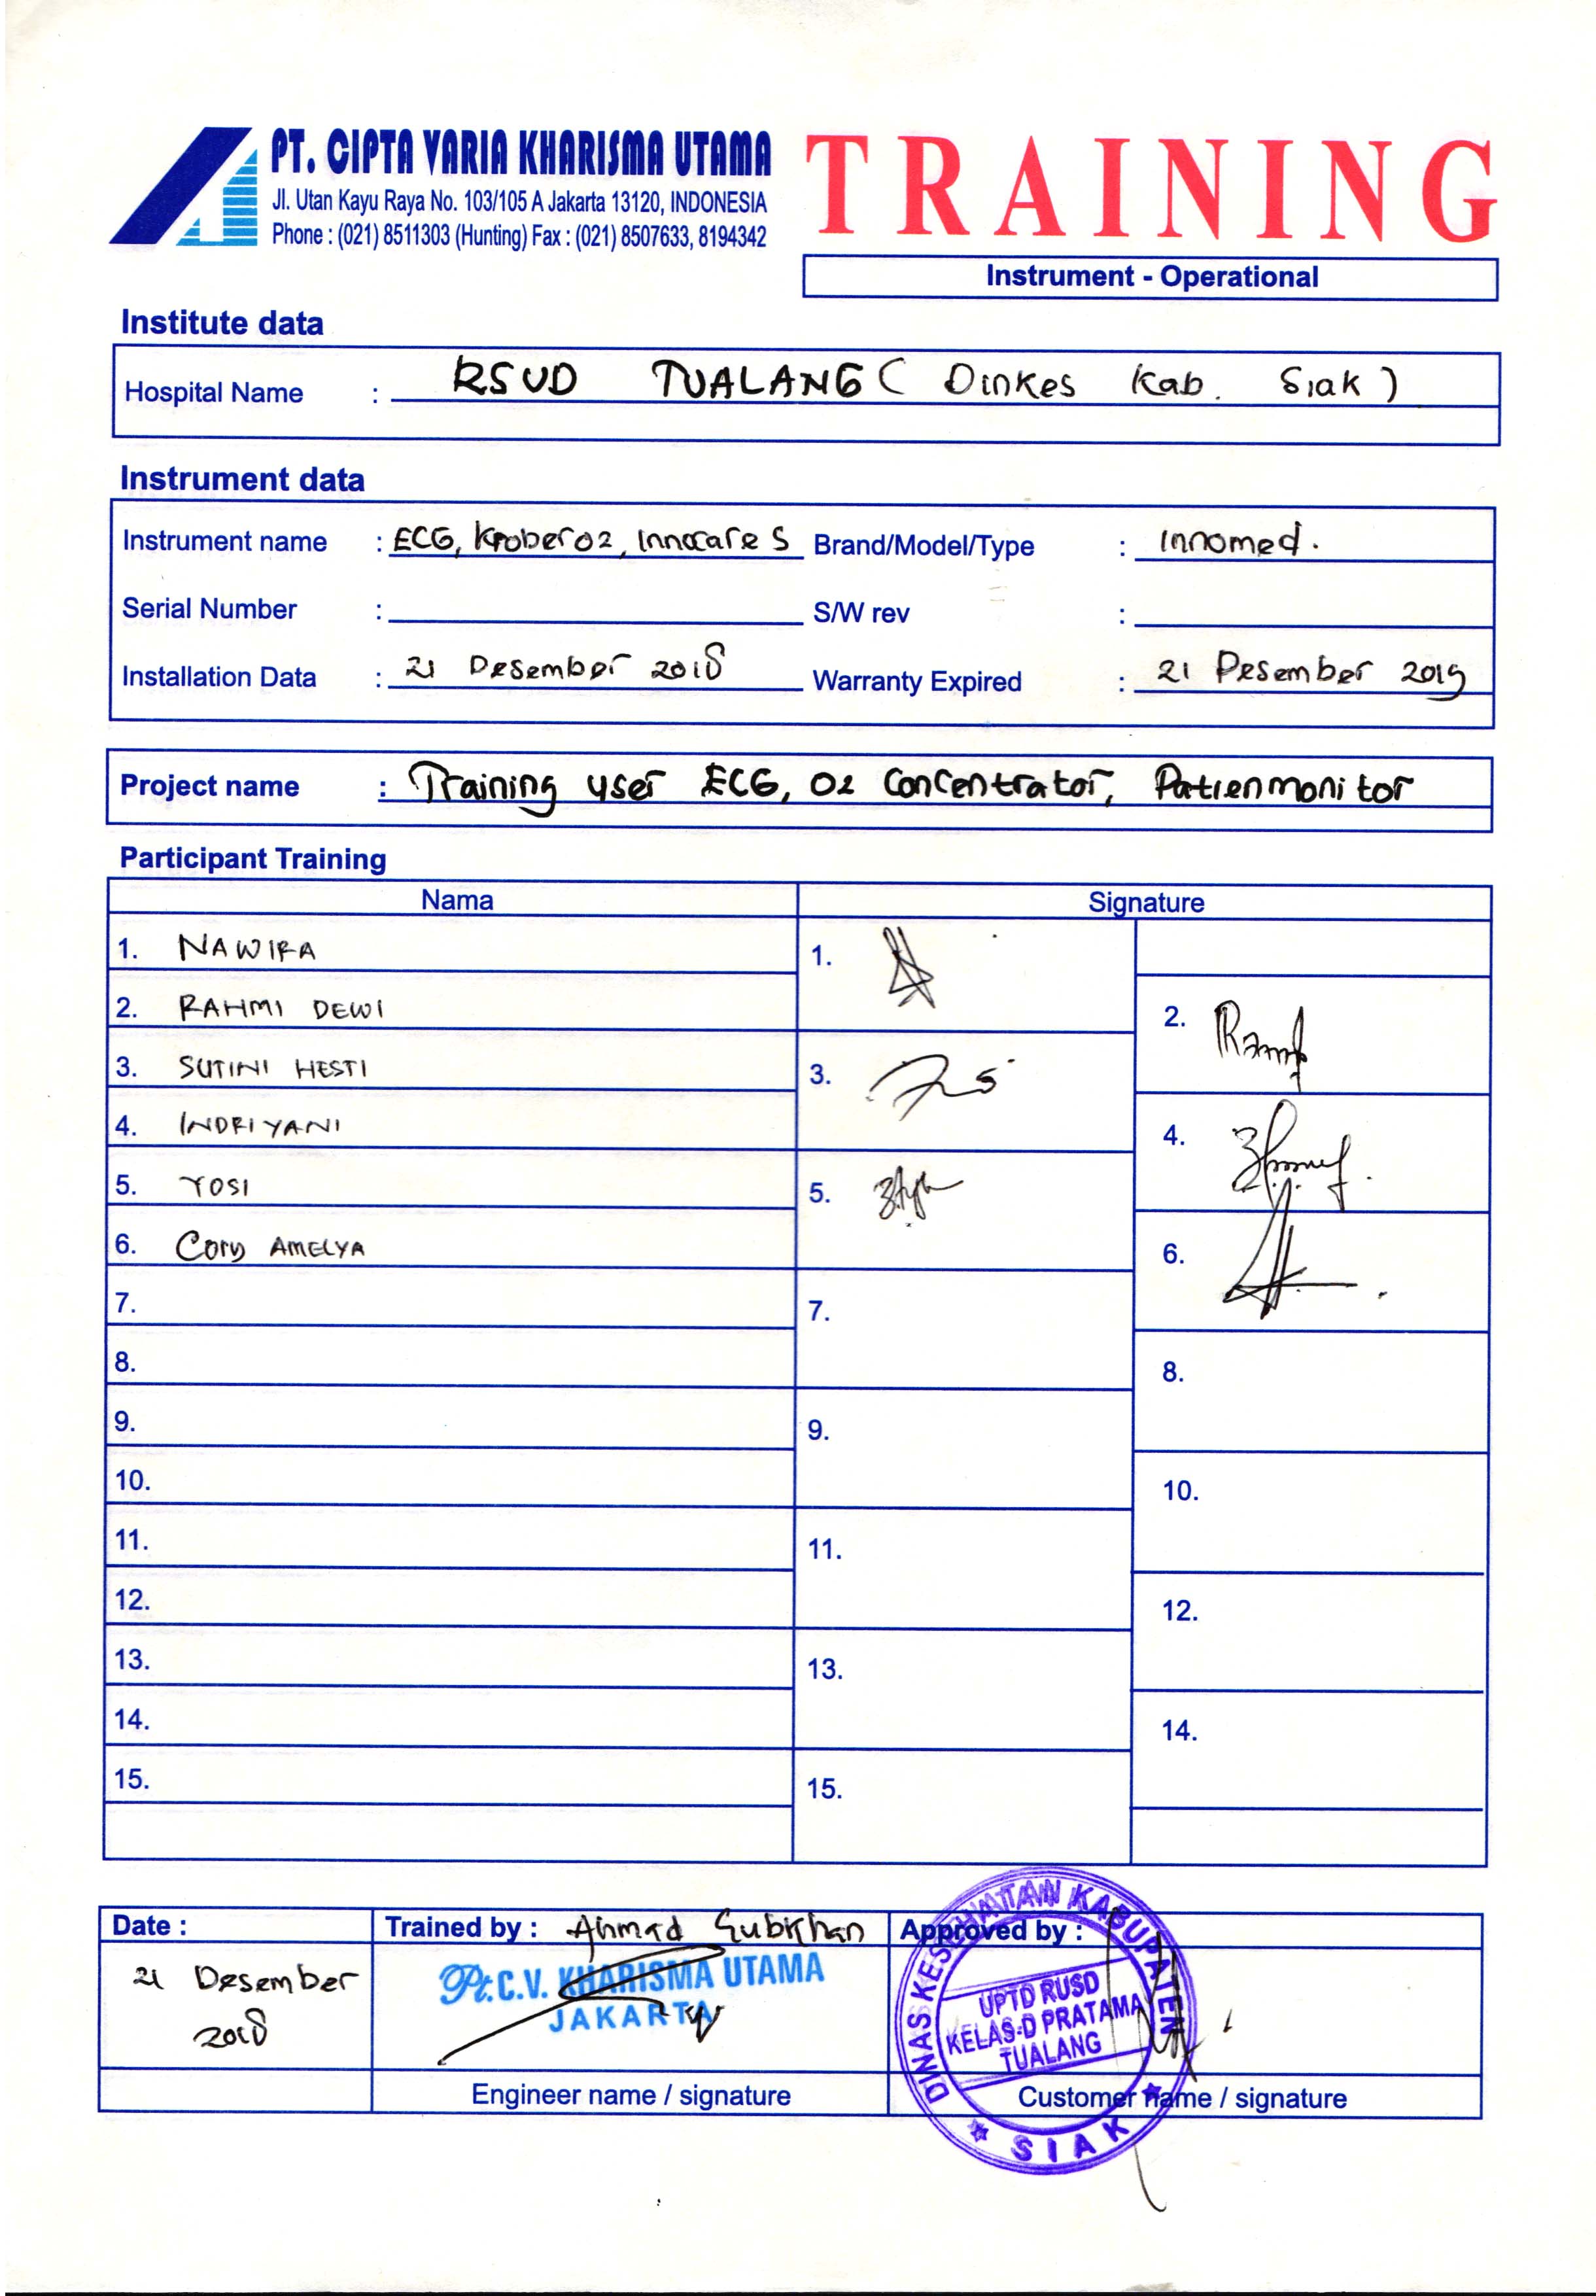 PT. CIPTA VARIA KHARISMA UTAMA
Jl. Utan Kayu Raya No. 103/105 A Jakarta 13120, INDONESIA
Phone : (021) 8511303 (Hunting) Fax : (021) 8507633, 8194342
TRAINING
Instrument - Operational
Institute data
Hospital Name : RSUD TUALANG ( Dinkes Kab. Siak )
Instrument data
Instrument name : ECG, Krober O2, Innocare S Brand/Model/Type : innomed.
Serial Number : S/W rev :
Installation Data : 21 Desember 2018 Warranty Expired : 21 Desember 2019
Project name : Training user ECG, O2 Concentrator, Patienmonitor
Participant Training
Nama Signature
1. NAWIRA 1.
2. RAHMI DEWI 2.
3. SUTINI HESTI 3.
4. INDRIYANI 4.
5. YOSI 5.
6. Cory AMELYA 6.
7. 7.
8. 8.
9. 9.
10. 10.
11. 11.
12. 12.
13. 13.
14. 14.
15. 15.
Date : Trained by : Ahmad Subkhan Approved by :
21 Desember
2018
Pt. C.V. KHARISMA UTAMA
JAKARTA
DINAS KESEHATAN KABUPATEN
UPTD RUSD
KELAS-D PRATAMA
TUALANG
SIAK
Engineer name / signature Customer name / signature